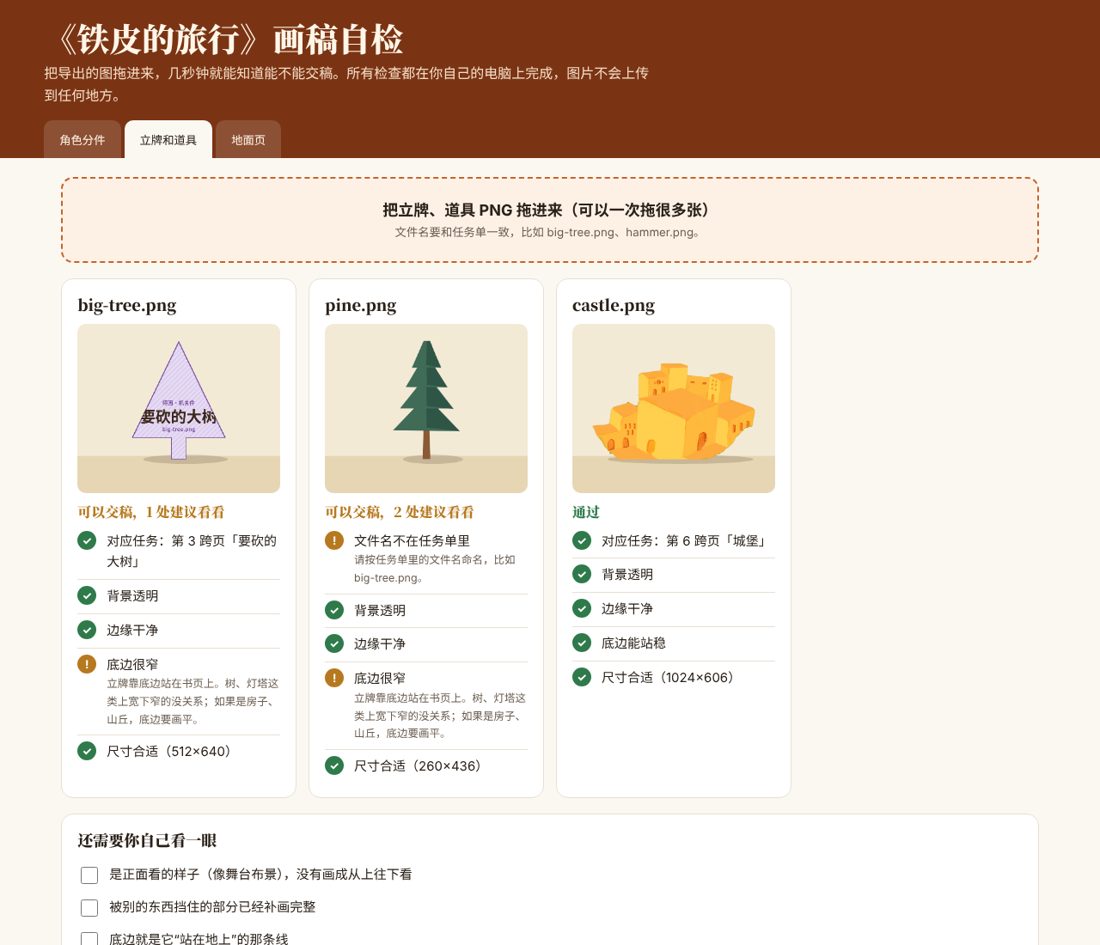 《铁皮的旅行》画稿自检
把导出的图拖进来，几秒钟就能知道能不能交稿。所有检查都在你自己的电脑上完成，图片不会上传
到任何地方。
角色分件
立牌和道具
地面页
把立牌、道具 PNG 拖进来（可以一次拖很多张）
文件名要和任务单一致，比如 big-tree.png、hammer.png。
big-tree.png
要砍的大树
big-tree.png
可以交稿，1 处建议看看
对应任务：第 3 跨页「要砍的
大树」
背景透明
边缘干净
底边很窄
立牌靠底边站在书页上。树、灯塔这
类上宽下窄的没关系；如果是房子、
山丘，底边要画平。
尺寸合适（512×640）
pine.png
可以交稿，2 处建议看看
文件名不在任务单里
请按任务单里的文件名命名，比如
big-tree.png。
背景透明
边缘干净
底边很窄
立牌靠底边站在书页上。树、灯塔这
类上宽下窄的没关系；如果是房子、
山丘，底边要画平。
尺寸合适（260×436）
castle.png
通过
对应任务：第 6 跨页「城堡」
背景透明
边缘干净
底边能站稳
尺寸合适（1024×606）
还需要你自己看一眼
是正面看的样子（像舞台布景），没有画成从上往下看
被别的东西挡住的部分已经补画完整
底边就是它“站在地上”的那条线